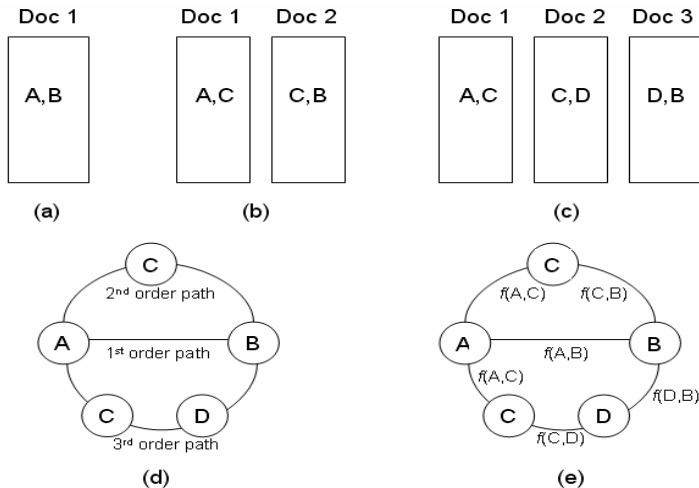 Doc 1
Doc 1 Doc 2
Doc 1 Doc 2 Doc 3
A,B
A,C C,B
A,C C,D D,B
(a)
(b)
(c)
C
2nd order path
A
B
1st order path
C
D
3rd order path
(d)
C
f(A,C) f(C,B)
A
B
f(A,B)
f(A,C)
f(D,B)
C
D
f(C,D)
(e)